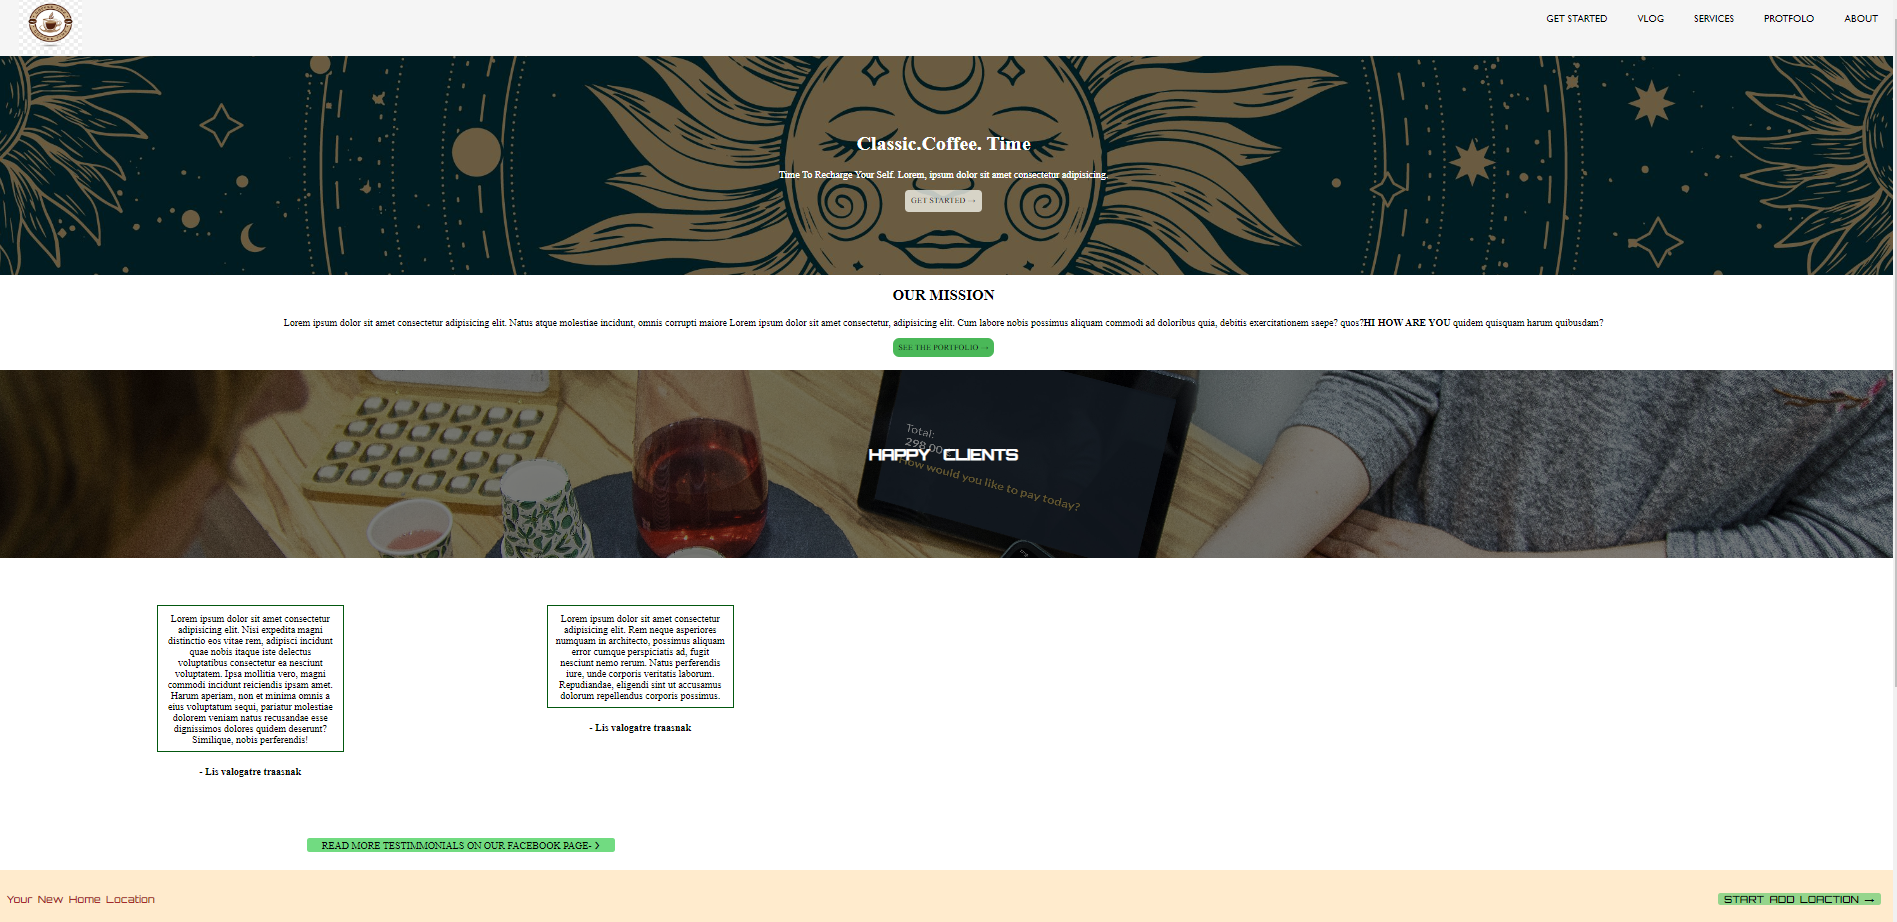 GET STARTED VLOG SERVICES PROTFOLO ABOUT
Classic.Coffee. Time
Time To Recharge Your Self. Lorem, ipsum dolor sit amet consectetur adipisicing.
GET STARTED →
OUR MISSION
Lorem ipsum dolor sit amet consectetur adipisicing elit. Natus atque molestiae incidunt, omnis corrupti maiore Lorem ipsum dolor sit amet consectetur, adipisicing elit. Cum labore nobis possimus aliquam commodi ad doloribus quia, debitis exercitationem saepe? quos?HI HOW ARE YOU quidem quisquam harum quibusdam?
SEE THE PORTFOLIO →
Total:
298.00
HAPPY CLIENTS
How would you like to pay today?
Lorem ipsum dolor sit amet consectetur
adipisicing elit. Nisi expedita magni
distinctio eos vitae rem, adipisci incidunt
quae nobis itaque iste delectus
voluptatibus consectetur ea nesciunt
voluptatem. Ipsa mollitia vero, magni
commodi incidunt reiciendis ipsam amet.
Harum aperiam, non et minima omnis a
eius voluptatum sequi, pariatur molestiae
dolorem veniam natus recusandae esse
dignissimos dolores quidem deserunt?
Similique, nobis perferendis!
- Lis valogatre traasnak
Lorem ipsum dolor sit amet consectetur
adipisicing elit. Rem neque asperiores
numquam in architecto, possimus aliquam
error cumque perspiciatis ad, fugit
nesciunt nemo rerum. Natus perferendis
iure, unde corporis veritatis laborum.
Repudiandae, eligendi sint ut accusamus
dolorum repellendus corporis possimus.
- Lis valogatre traasnak
READ MORE TESTIMMONIALS ON OUR FACEBOOK PAGE- >
Your New Home Location
START ADD LOACTION →